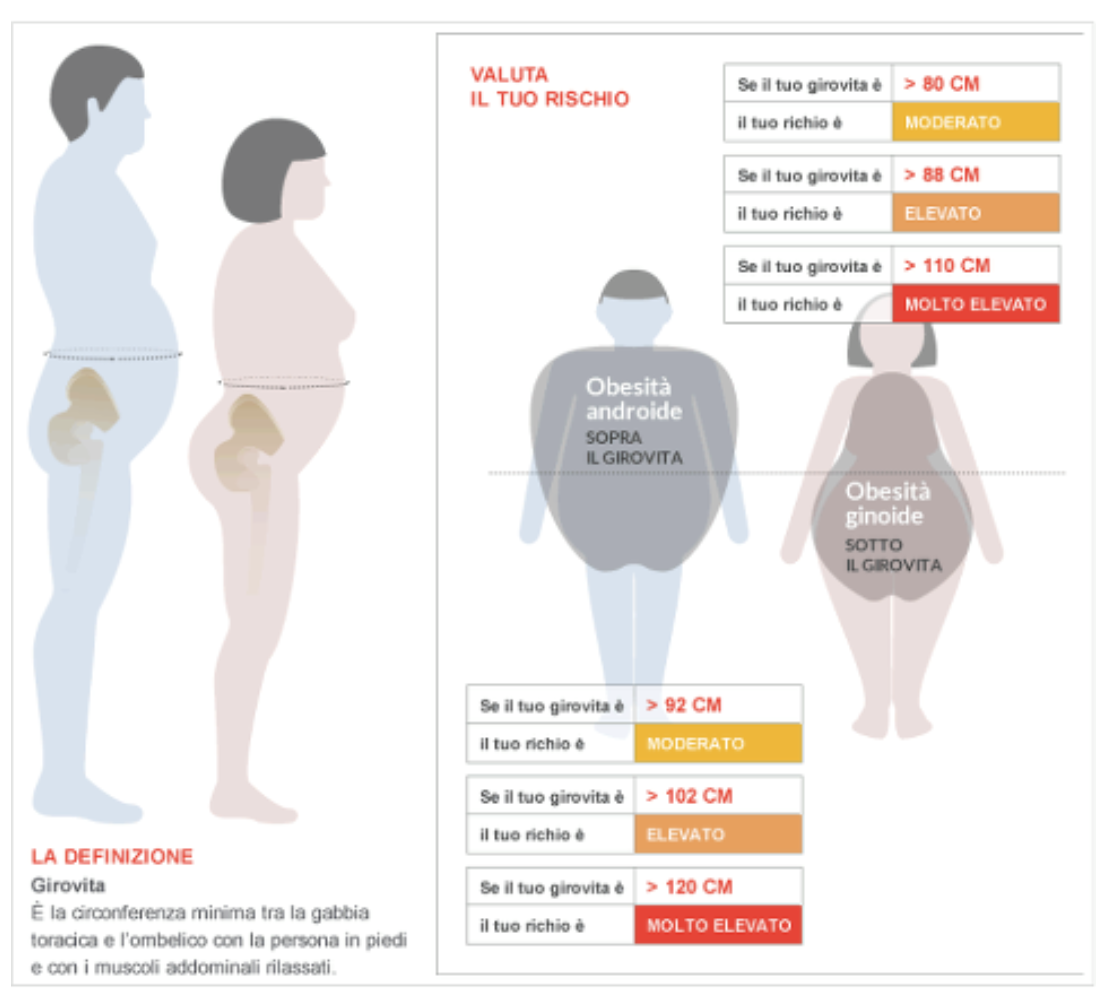 VALUTA
IL TUO RISCHIO
Se il tuo girovita è > 80 CM
il tuo richio è MODERATO
Se il tuo girovita è > 88 CM
il tuo richio è ELEVATO
Se il tuo girovita è > 110 CM
il tuo richio è MOLTO ELEVATO
Obesità
androide
SOPRA
IL GIROVITA
Obesità
ginoide
SOTTO
IL GIROVITA
Se il tuo girovita è > 92 CM
il tuo richio è MODERATO
Se il tuo girovita è > 102 CM
il tuo richio è ELEVATO
Se il tuo girovita è > 120 CM
il tuo richio è MOLTO ELEVATO
LA DEFINIZIONE
Girovita
È la circonferenza minima tra la gabbia
toracica e l'ombelico con la persona in piedi
e con i muscoli addominali rilassati.